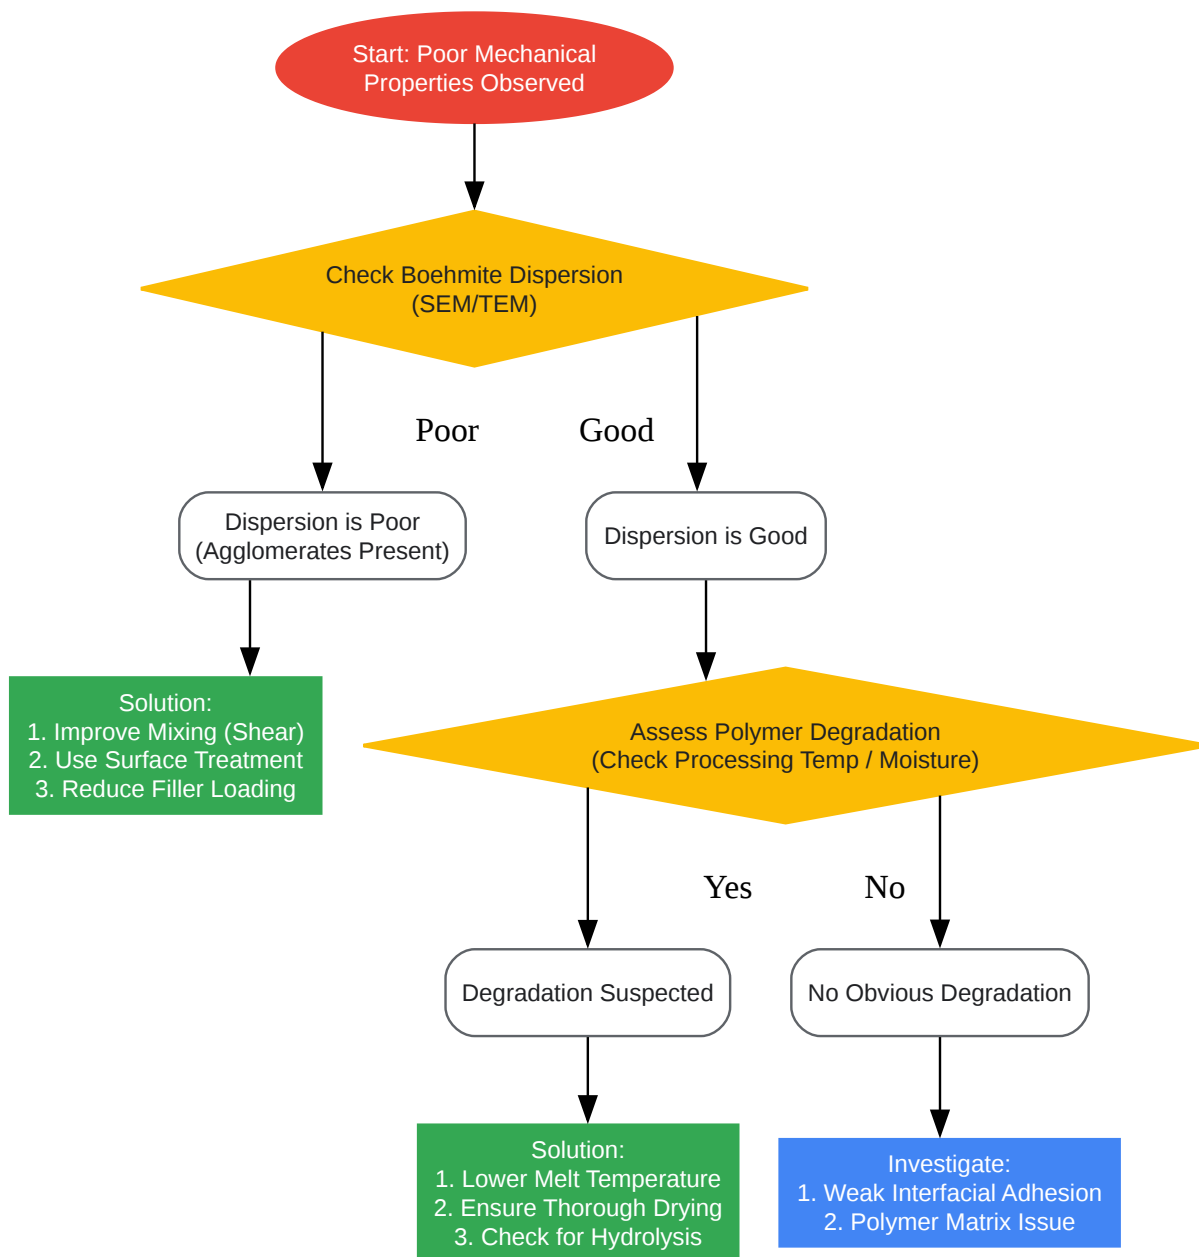 Start: Poor Mechanical
Properties Observed
Check Boehmite Dispersion
(SEM/TEM)
Poor
Good
Dispersion is Poor
(Agglomerates Present)
Dispersion is Good
Solution:
1. Improve Mixing (Shear)
2. Use Surface Treatment
3. Reduce Filler Loading
Assess Polymer Degradation
(Check Processing Temp / Moisture)
Yes
No
Degradation Suspected
No Obvious Degradation
Solution:
1. Lower Melt Temperature
2. Ensure Thorough Drying
3. Check for Hydrolysis
Investigate:
1. Weak Interfacial Adhesion
2. Polymer Matrix Issue